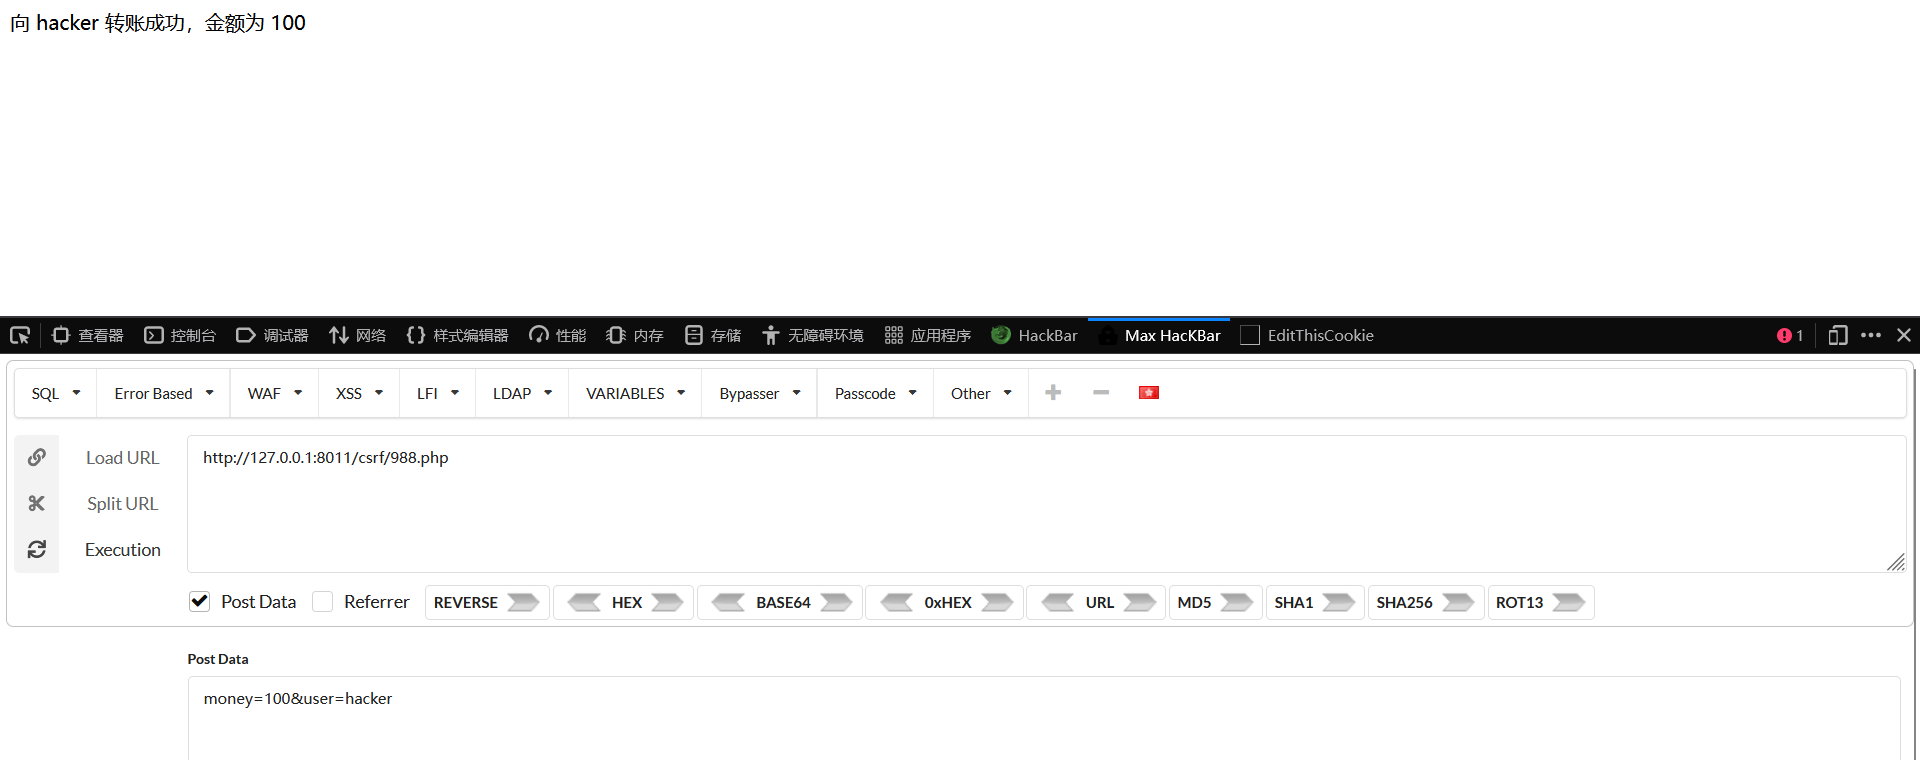 向 hacker 转账成功，金额为 100
查看器 控制台 调试器 网络 样式编辑器 性能 内存 存储 无障碍环境 应用程序 HackBar Max HacKBar EditThisCookie 1
SQL Error Based WAF XSS LFI LDAP VARIABLES Bypasser Passcode Other
Load URL http://127.0.0.1:8011/csrf/988.php
Split URL
Execution
Post Data Referrer REVERSE HEX BASE64 0xHEX URL MD5 SHA1 SHA256 ROT13
Post Data
money=100&user=hacker